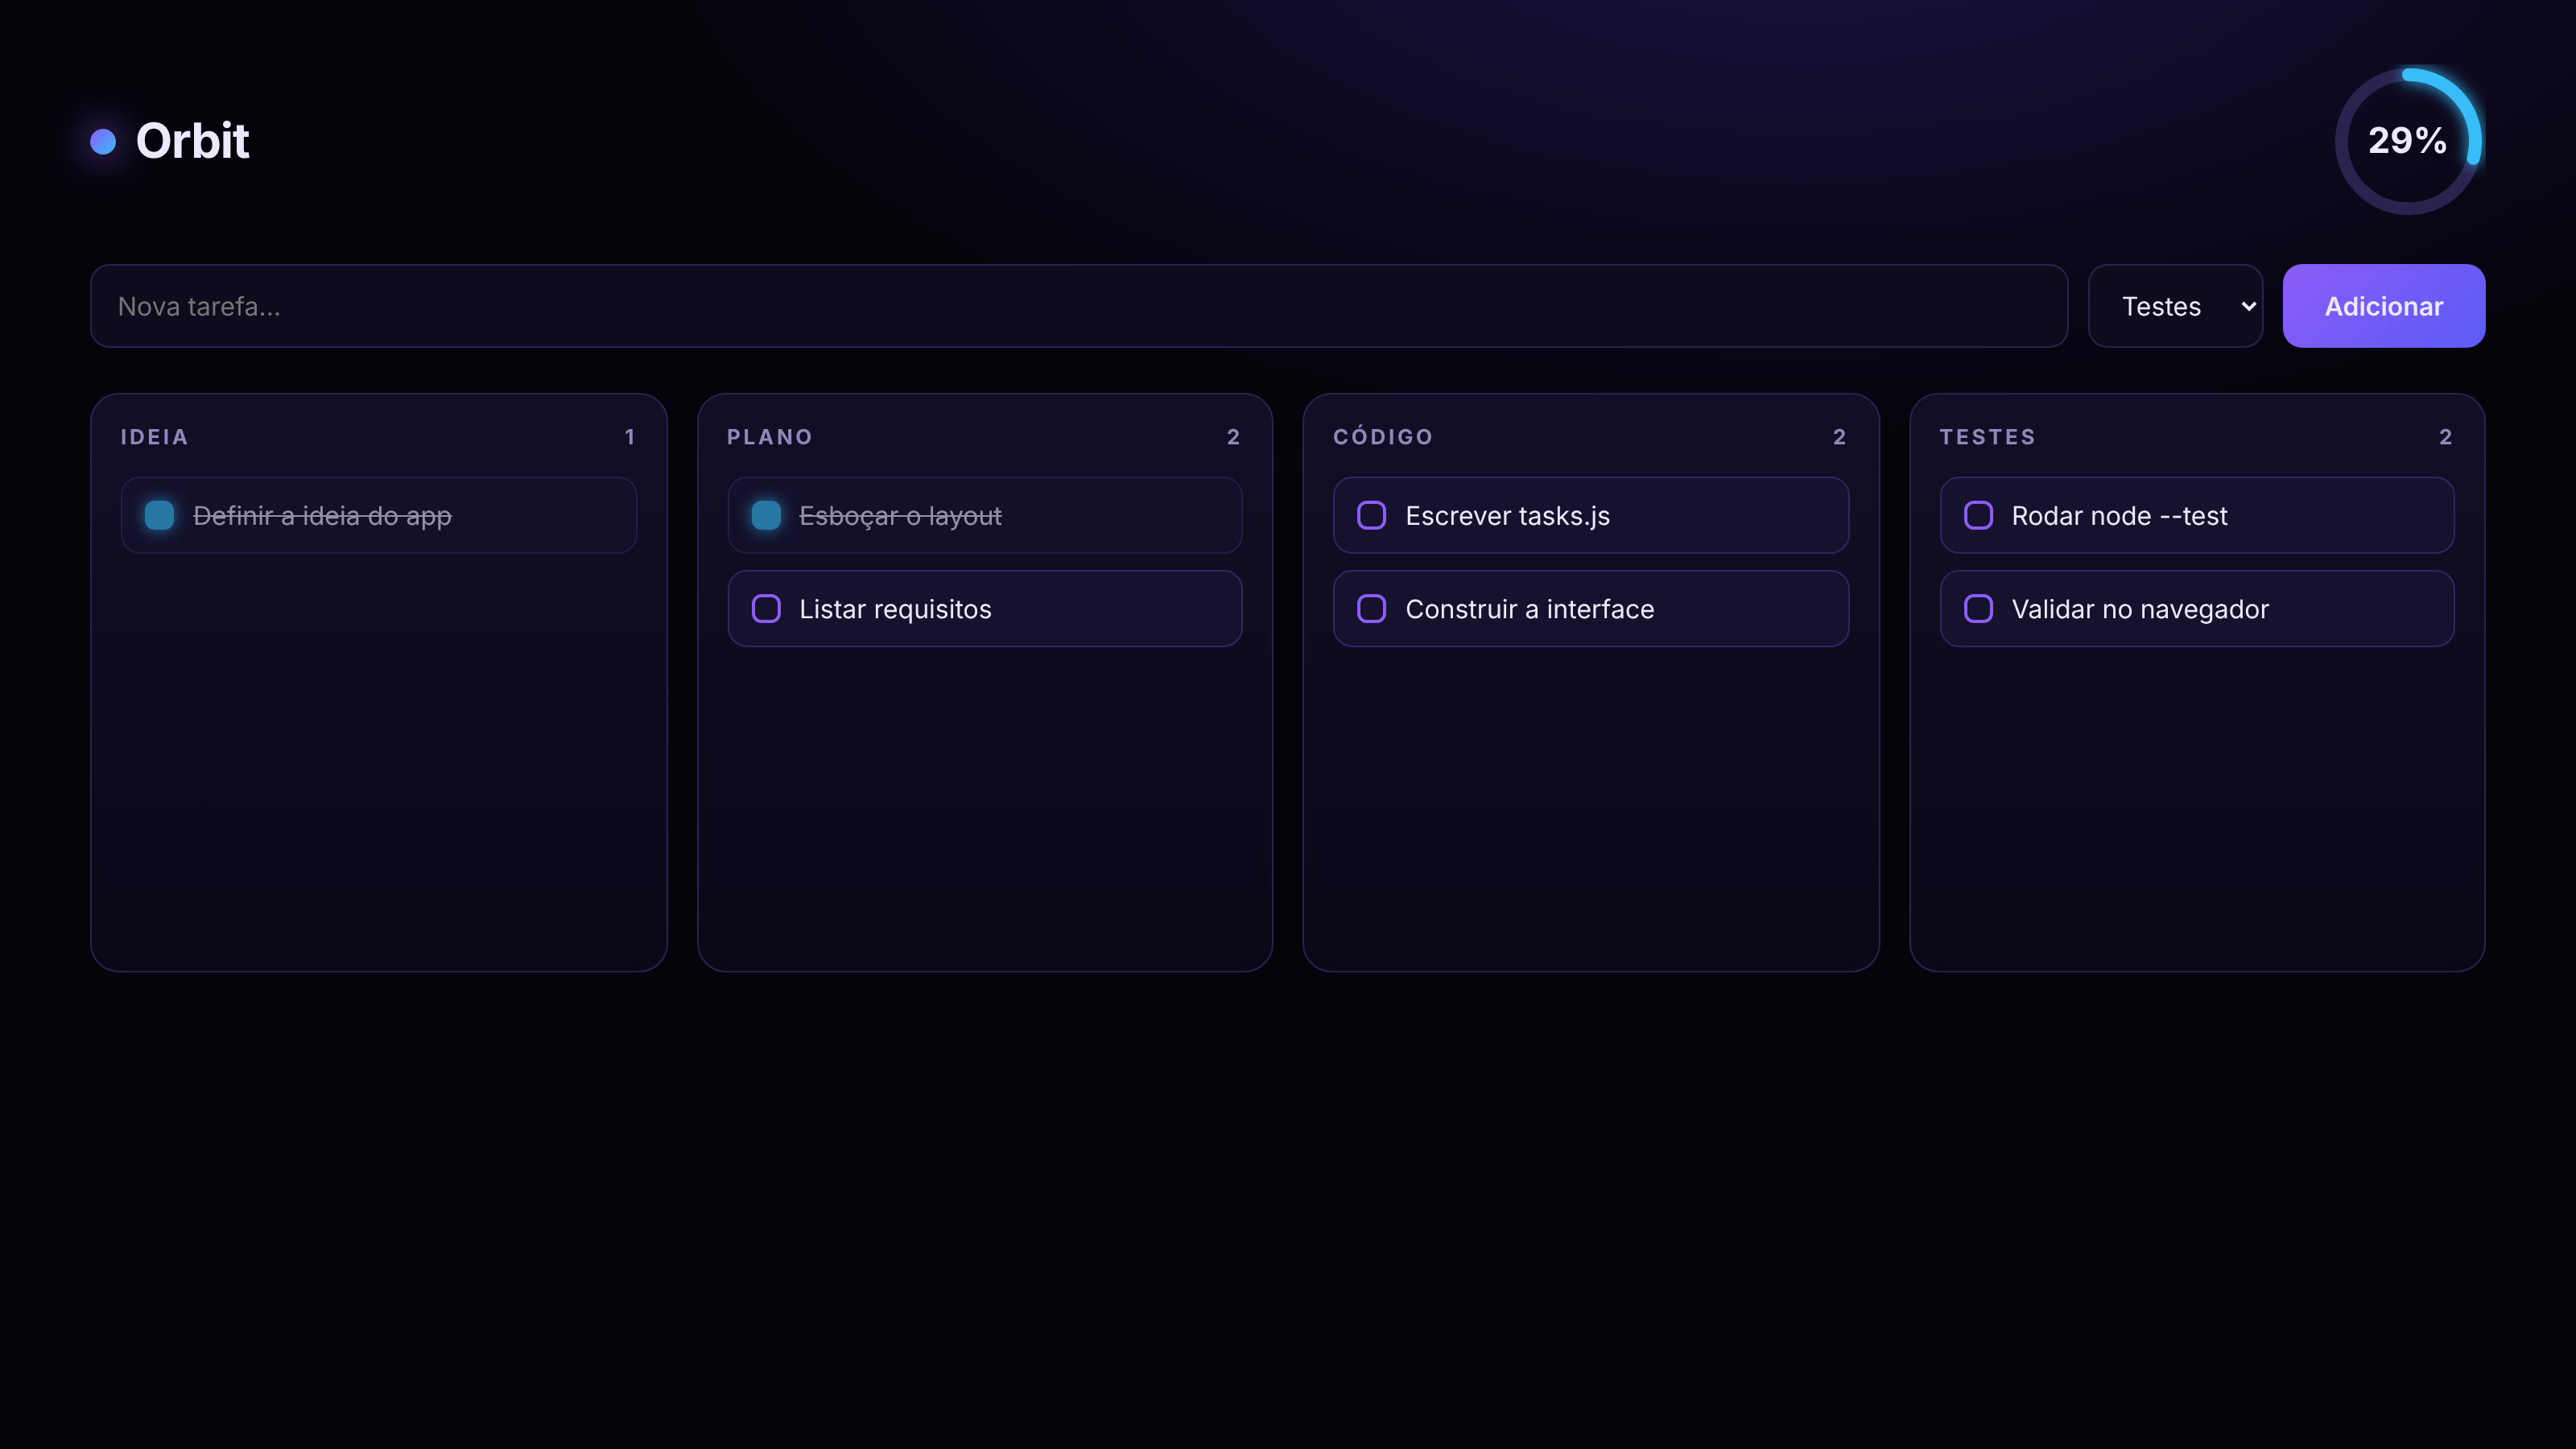 Orbit
29%
Nova tarefa...
Testes
Adicionar
IDEIA 1
Definir a ideia do app
PLANO 2
Esboçar o layout
Listar requisitos
CÓDIGO 2
Escrever tasks.js
Construir a interface
TESTES 2
Rodar node --test
Validar no navegador